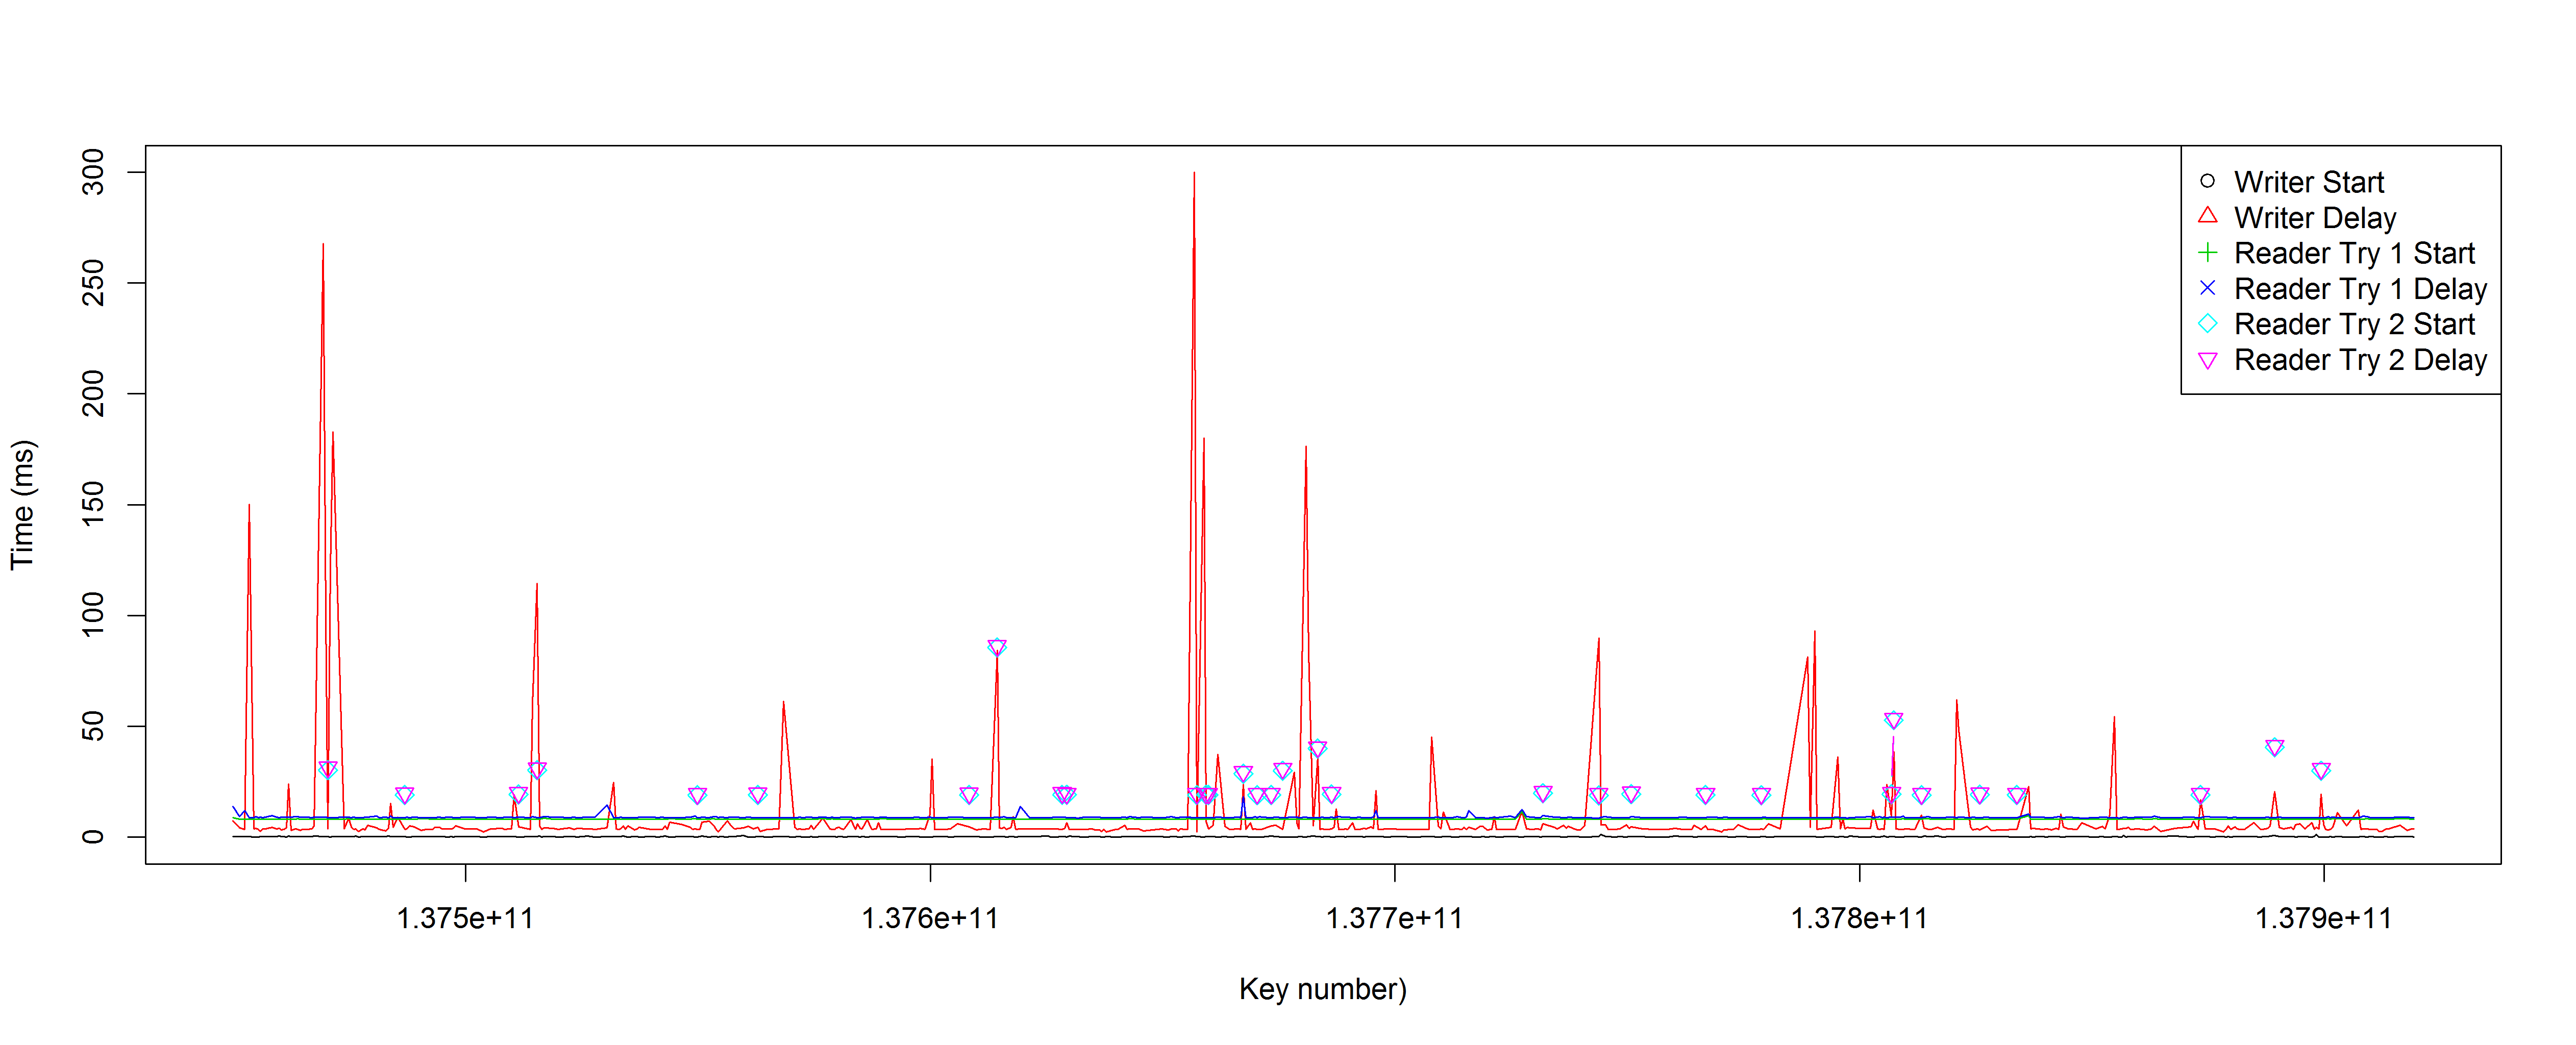 300
250
200
150
100
50
0
Time (ms)
Writer Start
Writer Delay
Reader Try 1 Start
Reader Try 1 Delay
Reader Try 2 Start
Reader Try 2 Delay
1.375e+11 1.376e+11 1.377e+11 1.378e+11 1.379e+11
Key number)